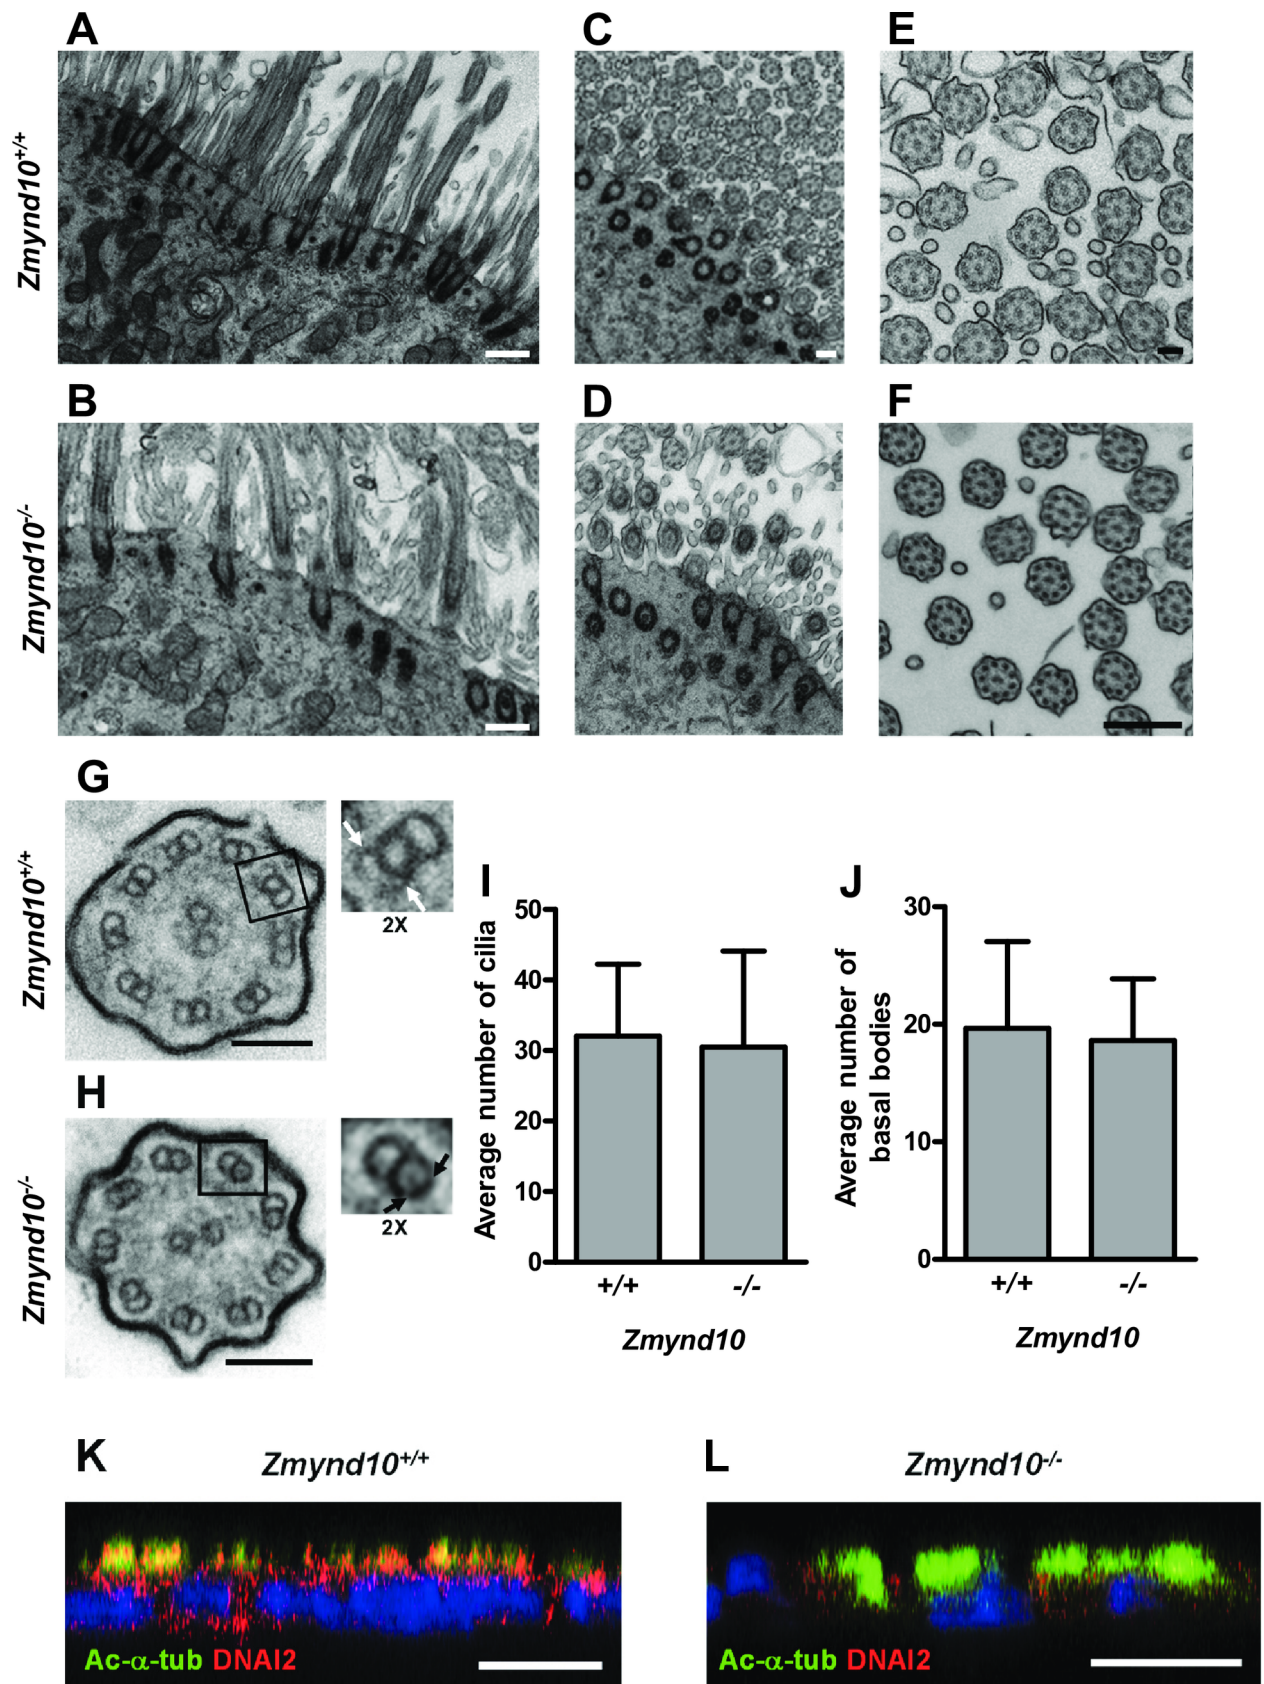 A
C
E
Zmynd10+/+
B
D
F
Zmynd10-/-
G
Zmynd10+/+
2X
H
Zmynd10-/-
2X
I
Average number of cilia
50
40
30
20
10
0
+/+ -/-
Zmynd10
J
Average number of
basal bodies
30
20
10
0
+/+ -/-
Zmynd10
K
Zmynd10+/+
Ac-α-tub DNAI2
L
Zmynd10-/-
Ac-α-tub DNAI2